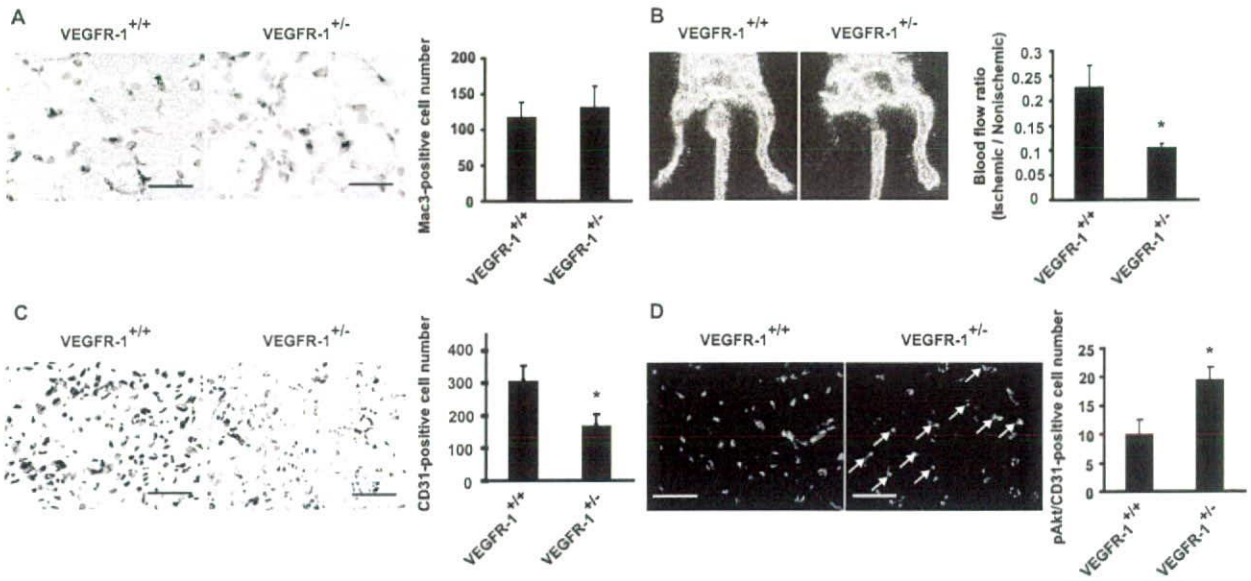 A
VEGFR-1+/+
VEGFR-1+/-
Mac3-positive cell number
200
150
100
50
0
VEGFR-1+/+
VEGFR-1+/-
B
VEGFR-1+/+
VEGFR-1+/-
Blood flow ratio
(Ischemic / Nonischemic)
0.3
0.25
0.2
0.15
0.1
0.05
0
*
VEGFR-1+/+
VEGFR-1+/-
C
VEGFR-1+/+
VEGFR-1+/-
CD31-positive cell number
400
300
200
100
0
*
VEGFR-1+/+
VEGFR-1+/-
D
VEGFR-1+/+
VEGFR-1+/-
pAkt/CD31-positive cell number
25
20
15
10
5
0
*
VEGFR-1+/+
VEGFR-1+/-